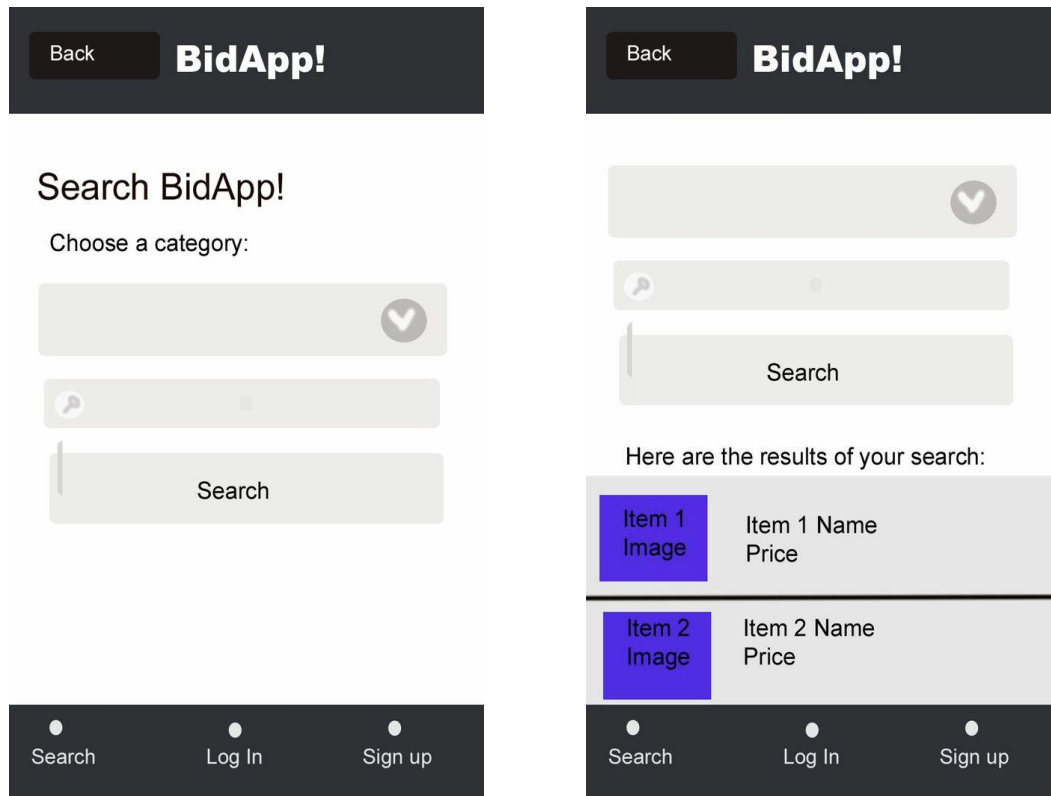 Back
BidApp!
Search BidApp!
Choose a category:
Search
Search
Log In
Sign up
Back
BidApp!
Search
Here are the results of your search:
Item 1
Image
Item 1 Name
Price
Item 2
Image
Item 2 Name
Price
Search
Log In
Sign up